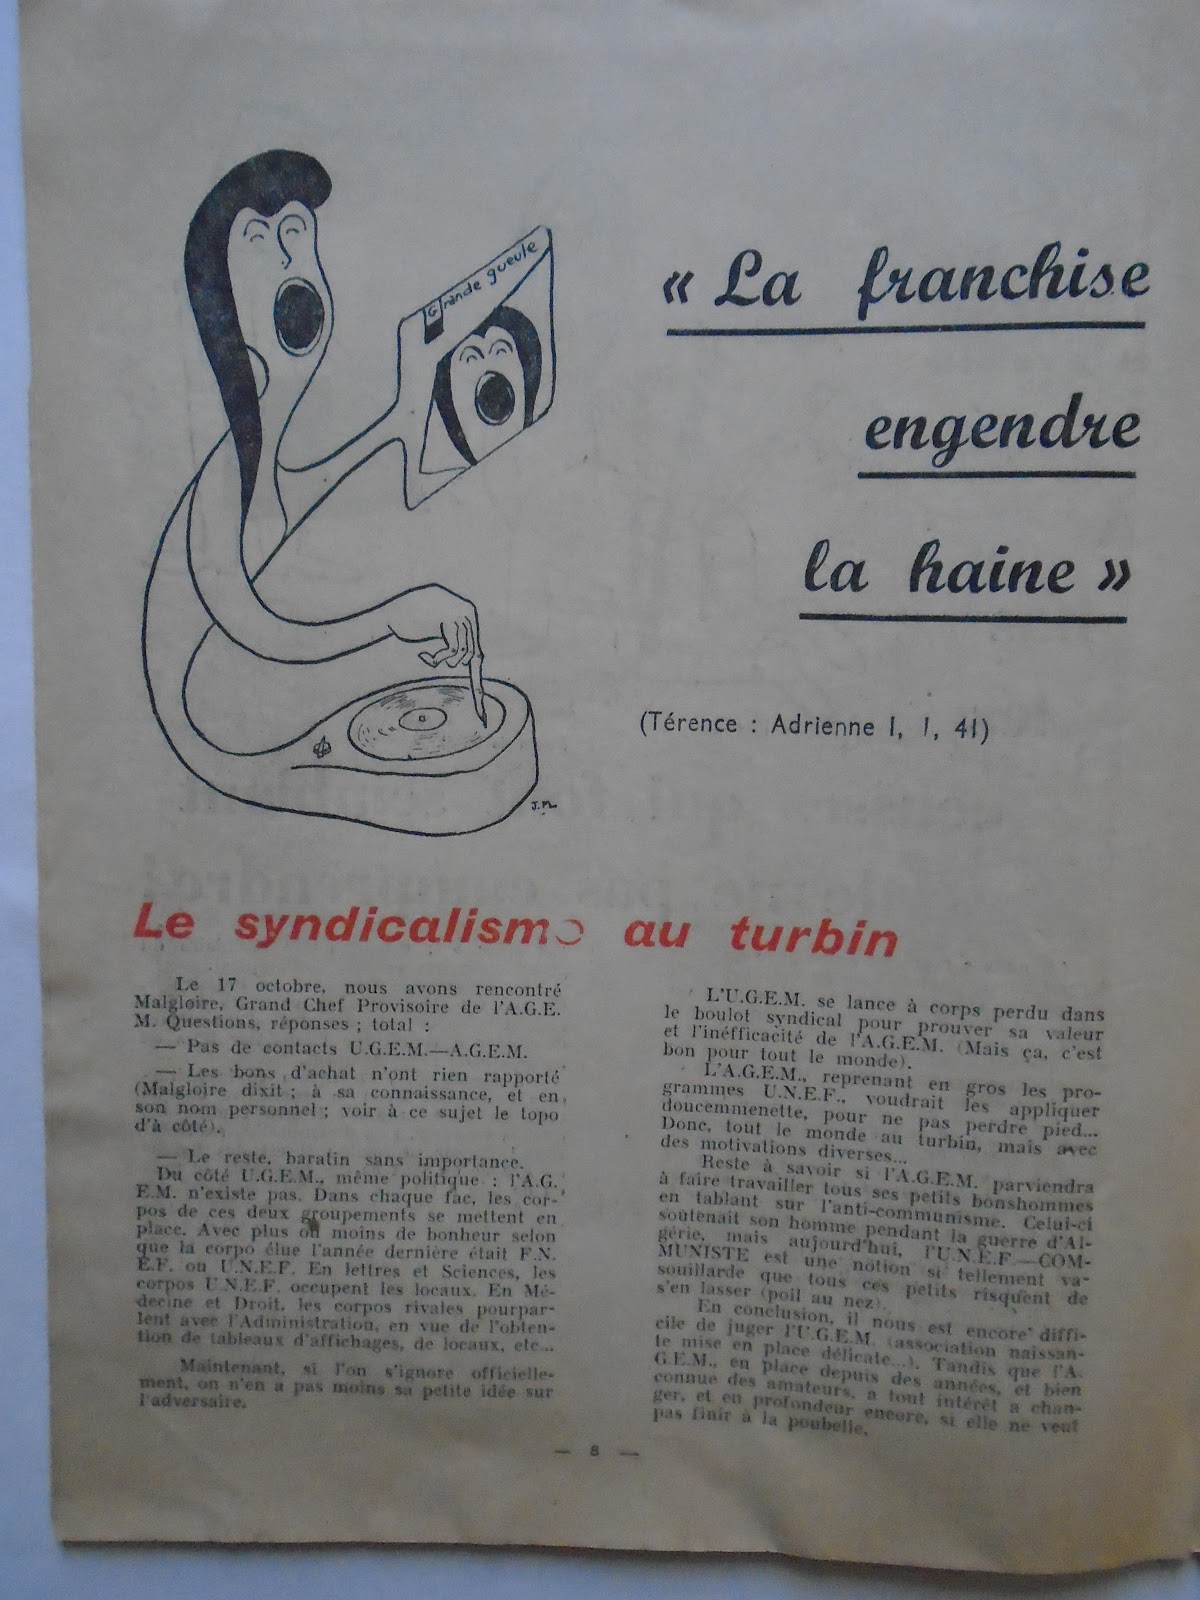 Grande gueule
« La franchise
engendre
la haine »
(Térence : Adrienne I, 1, 41)
J.M.
Le syndicalisme au turbin
Le 17 octobre, nous avons rencontré
Malgloire, Grand Chef Provisoire de l'A.G.E.
M. Questions, réponses ; total :
— Pas de contacts U.G.E.M.—A.G.E.M.
— Les bons d'achat n'ont rien rapporté
(Malgloire dixit ; à sa connaissance, et en
son nom personnel ; voir à ce sujet le topo
d'à côté).
— Le reste, baratin sans importance.
Du côté U.G.E.M., même politique : l'A.G.
E.M. n'existe pas. Dans chaque fac, les cor-
pos de ces deux groupements se mettent en
place. Avec plus ou moins de bonheur selon
que la corpo élue l'année dernière était F.N.
E.F. ou U.N.E.F. En lettres et Sciences, les
corpos U.N.E.F. occupent les locaux. En Mé-
decine et Droit, les corpos rivales pourpar-
lent avec l'Administration, en vue de l'obten-
tion de tableaux d'affichages, de locaux, etc...
Maintenant, si l'on s'ignore officielle-
ment, on n'en a pas moins sa petite idée sur
l'adversaire.
L'U.G.E.M. se lance à corps perdu dans
le boulot syndical pour prouver sa valeur
et l'inéfficacité de l'A.G.E.M. (Mais ça, c'est
bon pour tout le monde).
L'A.G.E.M., reprenant en gros les pro-
grammes U.N.E.F., voudrait les appliquer
doucemmenette, pour ne pas perdre pied...
Donc, tout le monde au turbin, mais avec
des motivations diverses...
Reste à savoir si l'A.G.E.M. parviendra
à faire travailler tous ses petits bonshommes
en tablant sur l'anti-communisme. Celui-ci
soutenait son homme pendant la guerre d'Al-
gérie, mais aujourd'hui, l'U.N.E.F.—COM-
MUNISTE est une notion si tellement va-
souillarde que tous ces petits risquent de
s'en lasser (poil au nez).
En conclusion, il nous est encore diffi-
cile de juger l'U.G.E.M. (association naissan-
te mise en place délicate...). Tandis que l'A.
G.E.M., en place depuis des années, et bien
connue des amateurs, a tout intérêt a chan-
ger, et en profondeur encore, si elle ne veut
pas finir à la poubelle.
— 8 —